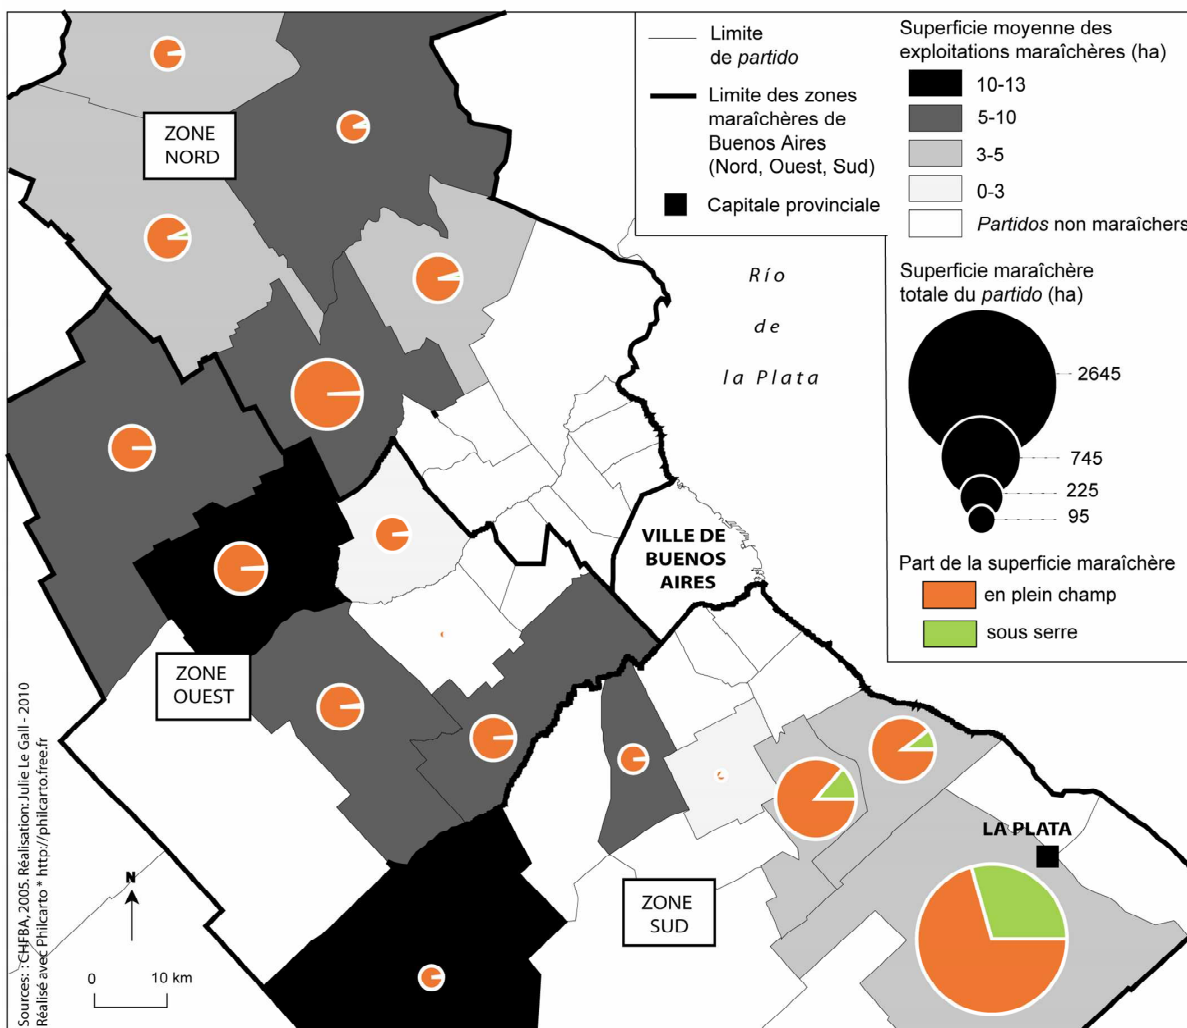 ZONE
NORD
ZONE
OUEST
ZONE
SUD
VILLE DE
BUENOS
AIRES
LA PLATA
Río
de
la Plata
Limite
de partido
Limite des zones
maraîchères de
Buenos Aires
(Nord, Ouest, Sud)
Capitale provinciale
Superficie moyenne des
exploitations maraîchères (ha)
10-13
5-10
3-5
0-3
Partidos non maraîchers
Superficie maraîchère
totale du partido (ha)
2645
745
225
95
Part de la superficie maraîchère
en plein champ
sous serre
N
0 10 km
Sources: : CHFBA, 2005. Réalisation: Julie Le Gall - 2010
Réalisé avec Philcarto * http://philcarto.free.fr